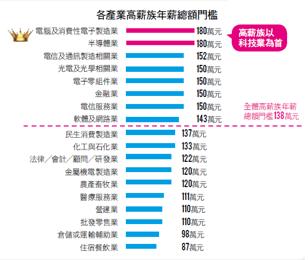 各產業高薪族年薪總額門檻
電腦及消費性電子製造業 180萬元
半導體業 180萬元
高薪族以
科技業為首
電信及通訊製造相關業 152萬元
光電及光學相關業 150萬元
電子零組件業 150萬元
金融業 150萬元
電信服務業 150萬元
軟體及網路業 143萬元
全體高薪族年薪
總額門檻138萬元
民生消費製造業 137萬元
化工與石化業 133萬元
法律/會計/顧問/研發業 122萬元
金屬機電製造業 120萬元
農產畜牧業 120萬元
醫療服務業 111萬元
營建業 110萬元
批發零售業 110萬元
倉儲或運輸輔助業 98萬元
住宿餐飲業 87萬元